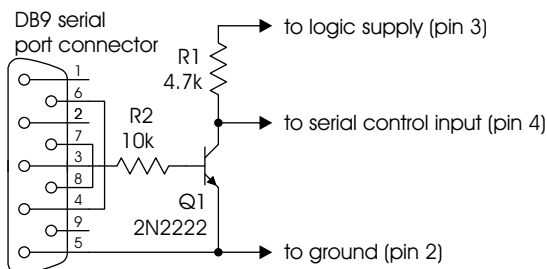 DB9 serial
port connector
to logic supply (pin 3)
R1
4.7k
1
6
2
to serial control input (pin 4)
R2
10k
7
3
8
Q1
4
2N2222
9
5
to ground (pin 2)